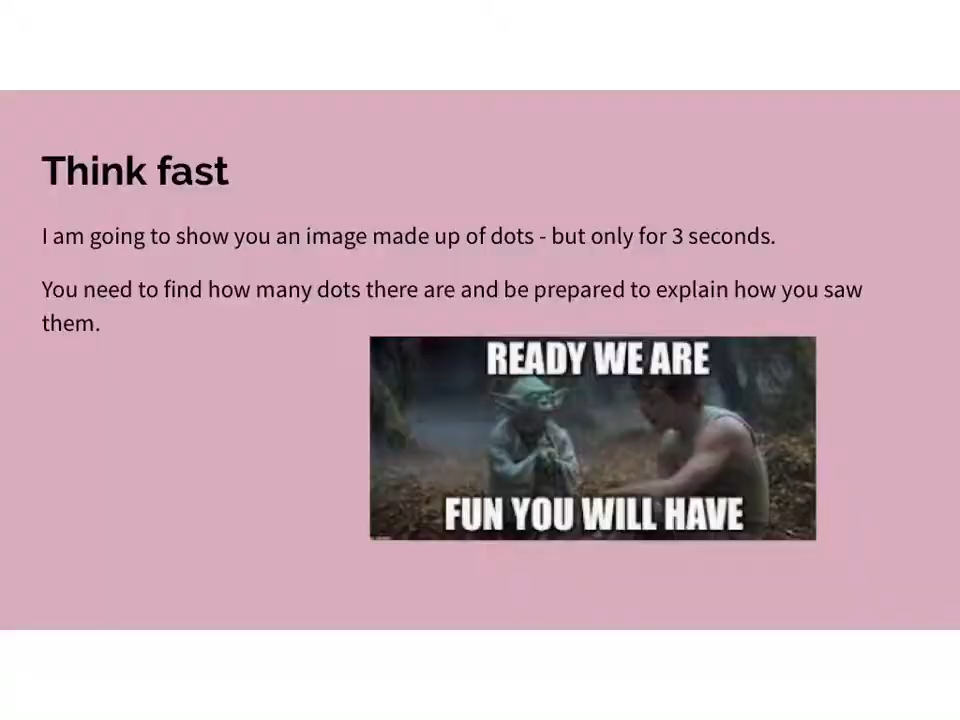 Think fast
I am going to show you an image made up of dots - but only for 3 seconds.
You need to find how many dots there are and be prepared to explain how you saw
them.
READY WE ARE
FUN YOU WILL HAVE